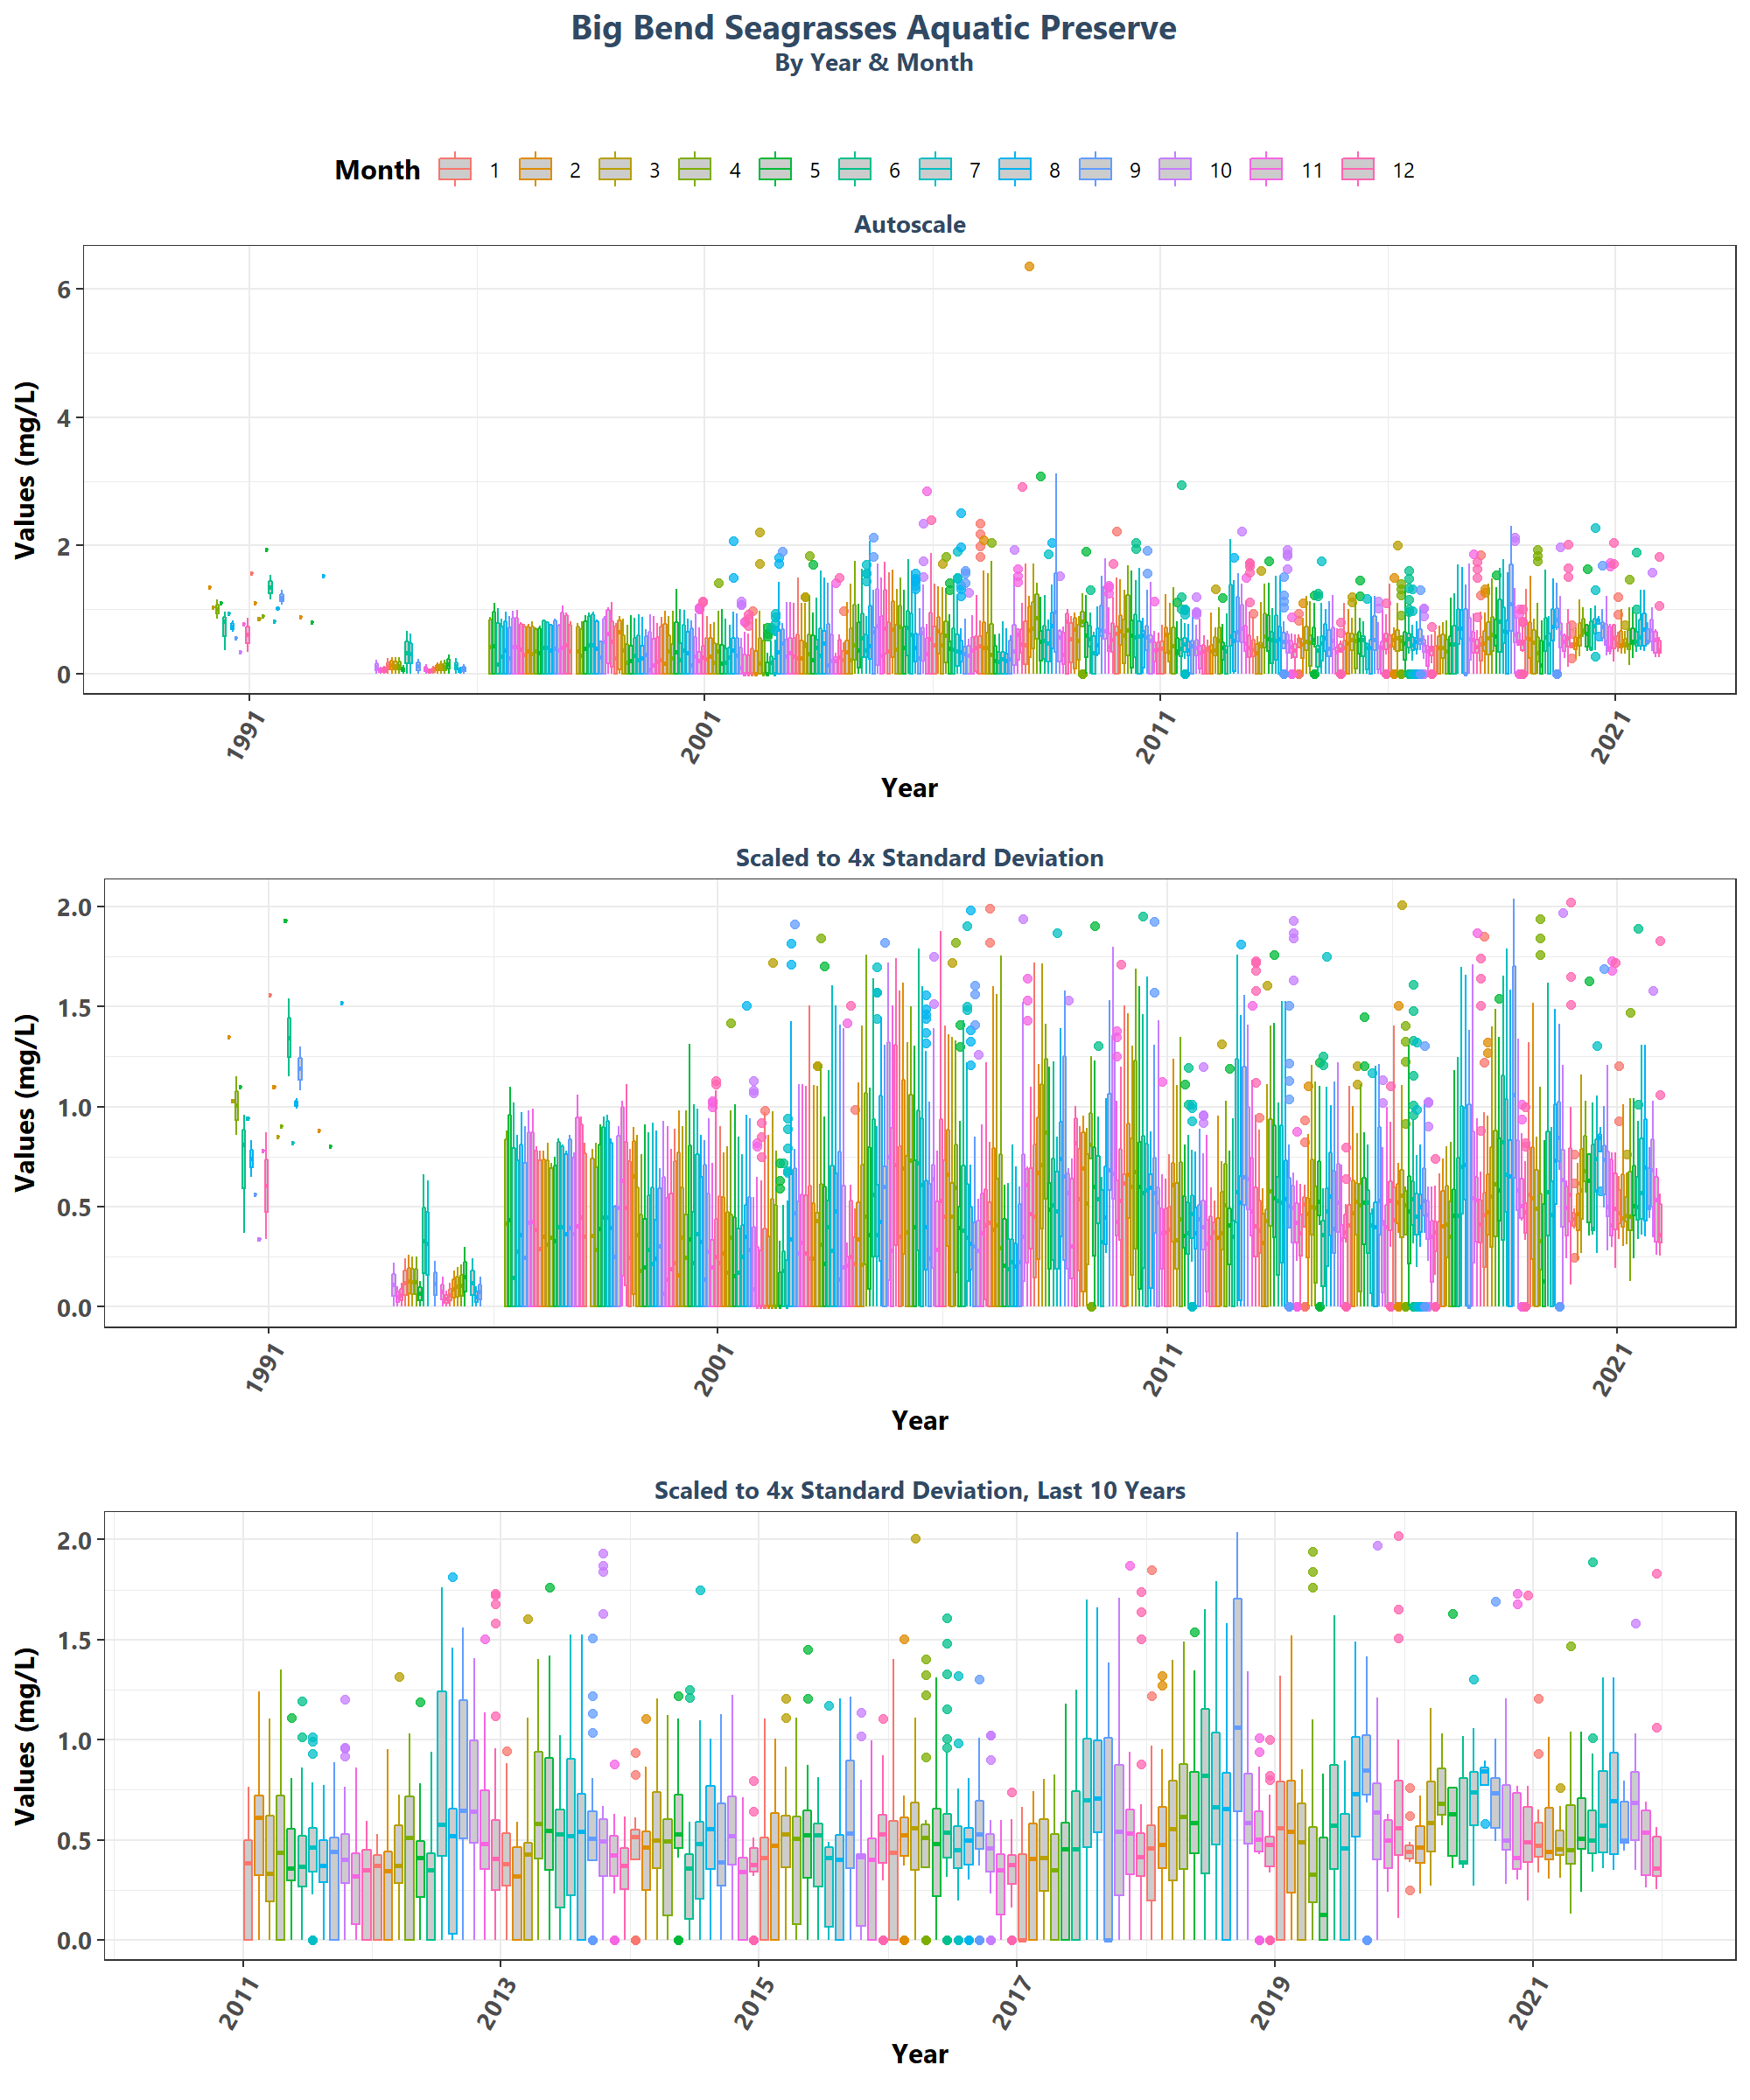 Big Bend Seagrasses Aquatic Preserve
By Year & Month
Month 1 2 3 4 5 6 7 8 9 10 11 12
Autoscale
Values (mg/L)
6
4
2
0
1991 2001 2011 2021
Year
Scaled to 4x Standard Deviation
Values (mg/L)
2.0
1.5
1.0
0.5
0.0
1991 2001 2011 2021
Year
Scaled to 4x Standard Deviation, Last 10 Years
Values (mg/L)
2.0
1.5
1.0
0.5
0.0
2011 2013 2015 2017 2019 2021
Year